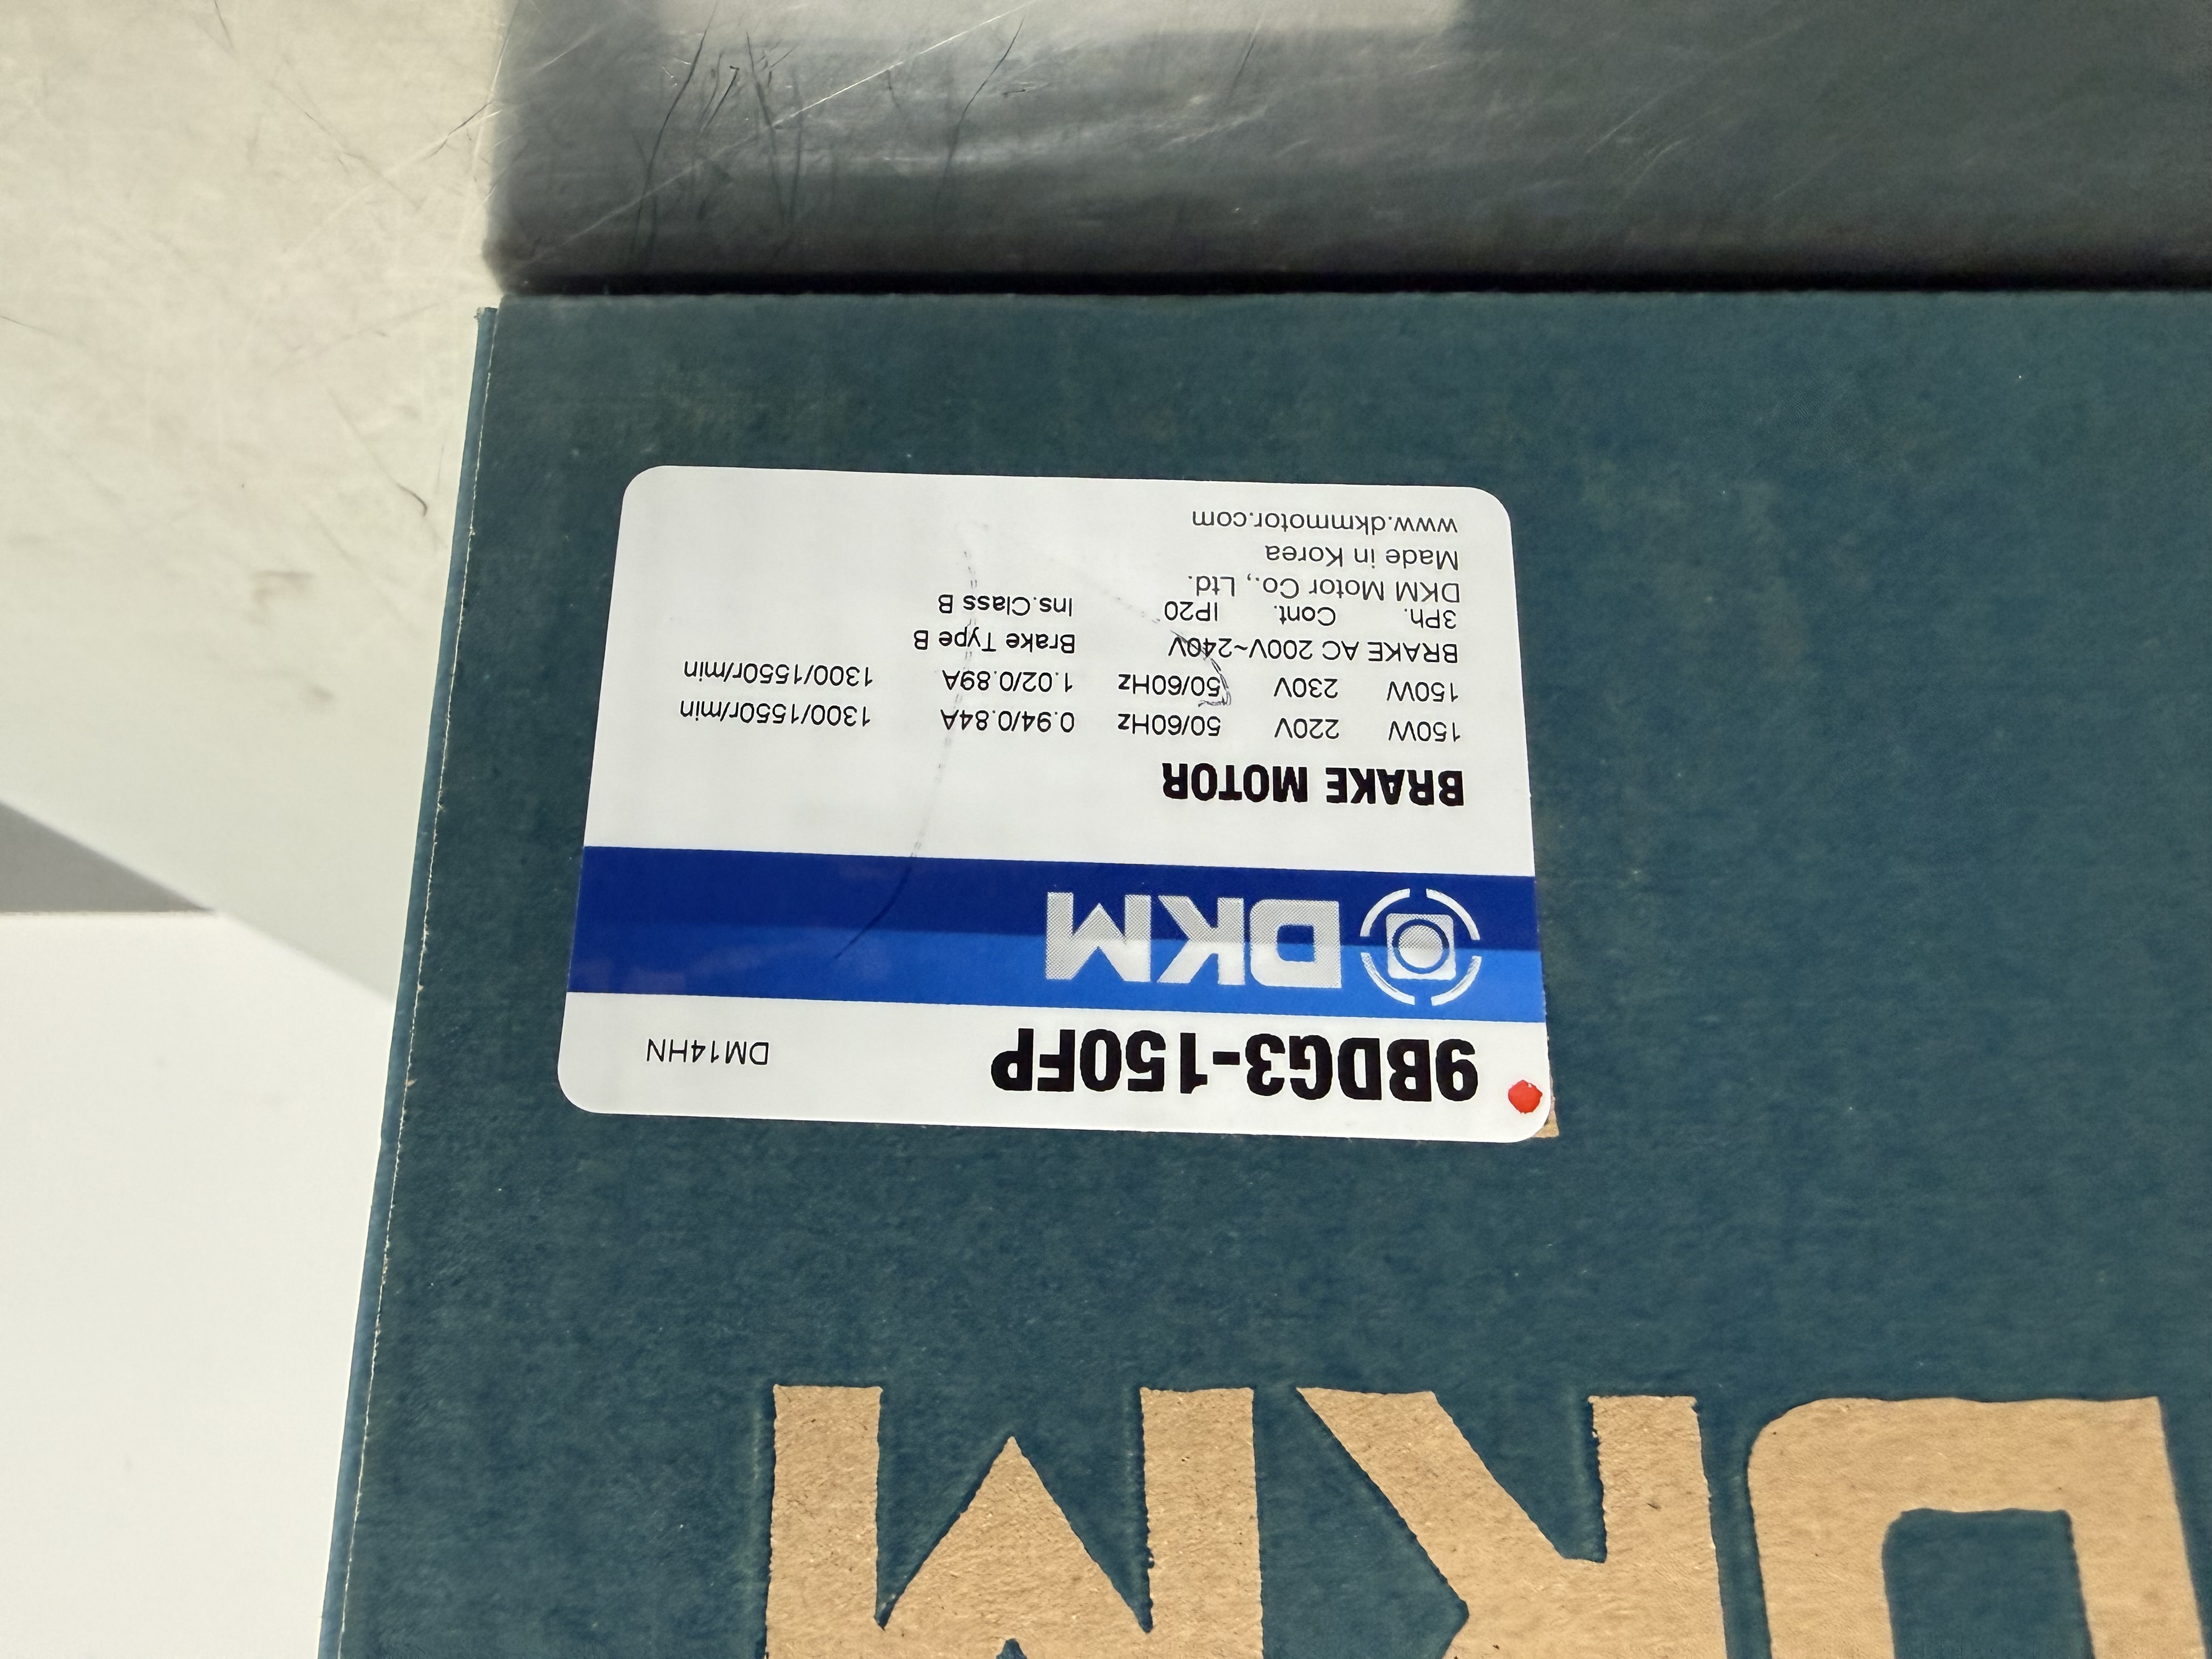 9BDG3-150FP DM14HN
DKM
BRAKE MOTOR
150W 220V 50/60Hz 0.94/0.84A 1300/1550r/min
150W 230V 50/60Hz 1.02/0.89A 1300/1550r/min
BRAKE AC 200V~240V Brake Type B
3Ph. Cont. IP20 Ins.Class B
DKM Motor Co., Ltd.
Made in Korea
www.dkmmotor.com
DKM